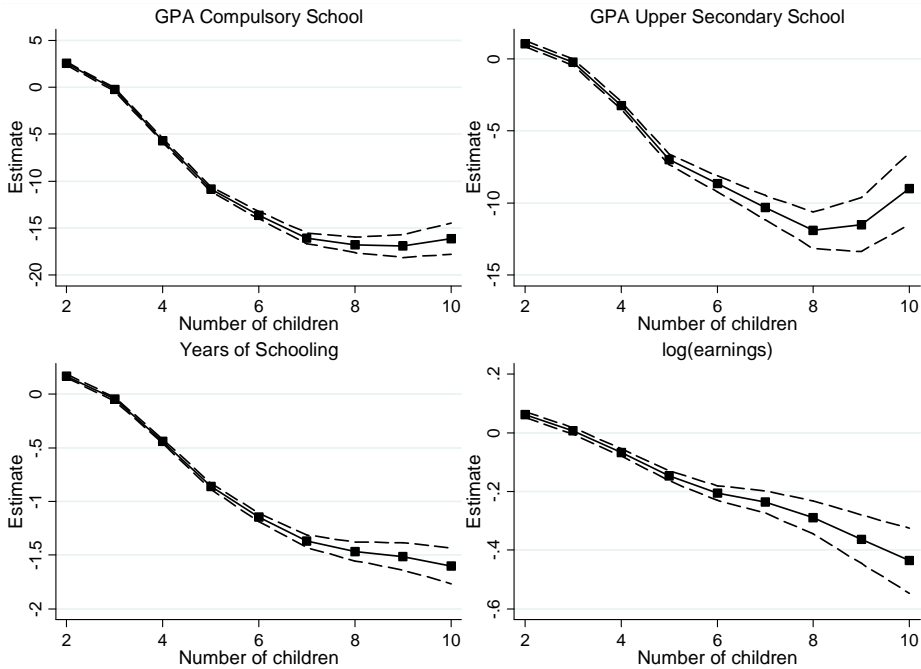 GPA Compulsory School
Estimate
5
0
-5
-10
-15
-20
2 4 6 8 10
Number of children
GPA Upper Secondary School
Estimate
0
-5
-10
-15
2 4 6 8 10
Number of children
Years of Schooling
Estimate
0
-.5
-1
-1.5
-2
2 4 6 8 10
Number of children
log(earnings)
Estimate
.2
0
-.2
-.4
-.6
2 4 6 8 10
Number of children